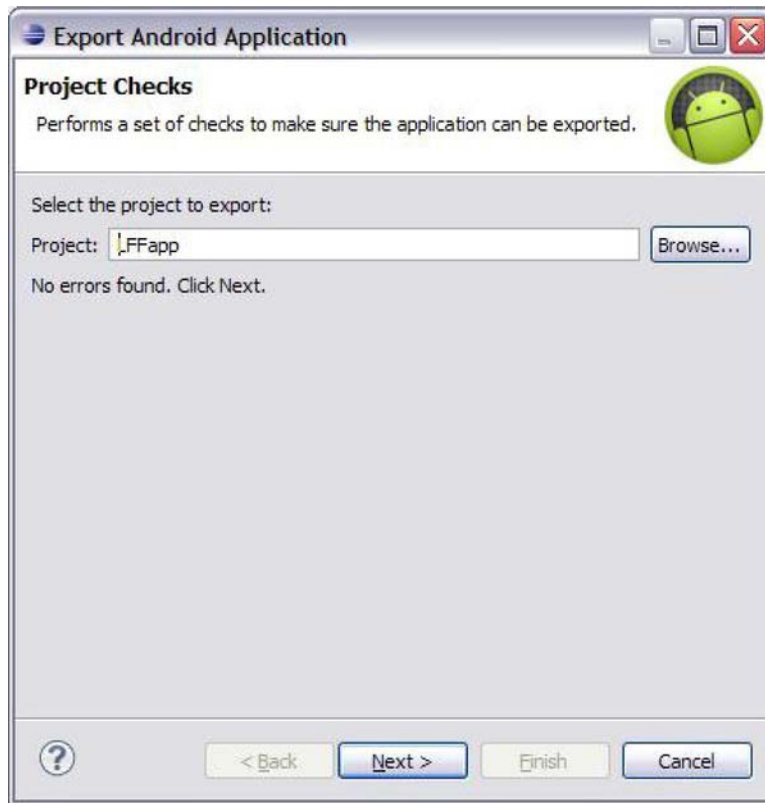 Export Android Application
Project Checks
Performs a set of checks to make sure the application can be exported.
Select the project to export:
Project: LFFapp Browse...
No errors found. Click Next.
? < Back Next > Finish Cancel